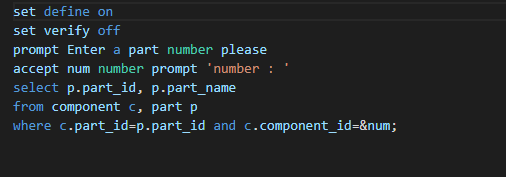 set define on
set verify off
prompt Enter a part number please
accept num number prompt 'number : '
select p.part_id, p.part_name
from component c, part p
where c.part_id=p.part_id and c.component_id=&num;